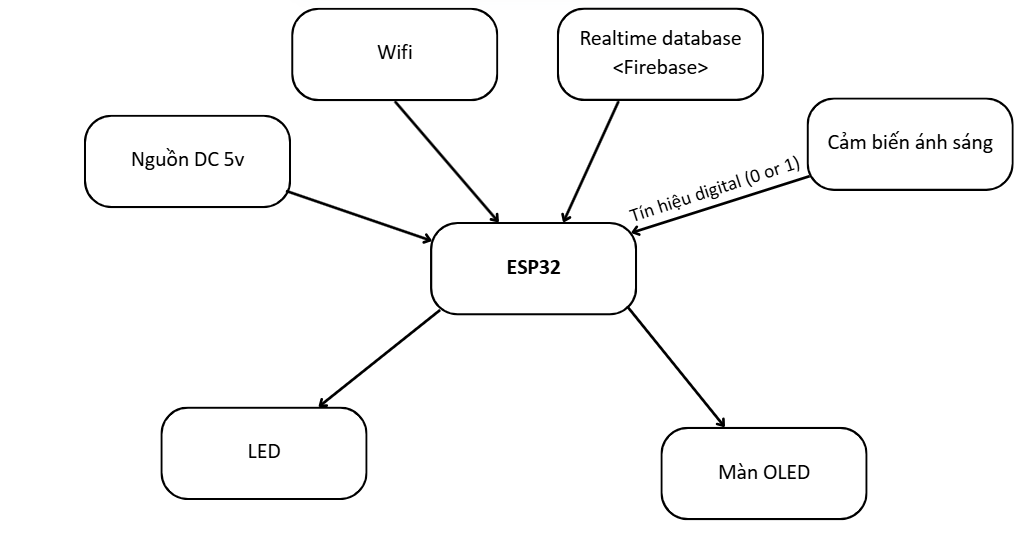 Wifi
Realtime database
<Firebase>
Nguồn DC 5v
Cảm biến ánh sáng
Tín hiệu digital (0 or 1)
ESP32
LED
Màn OLED